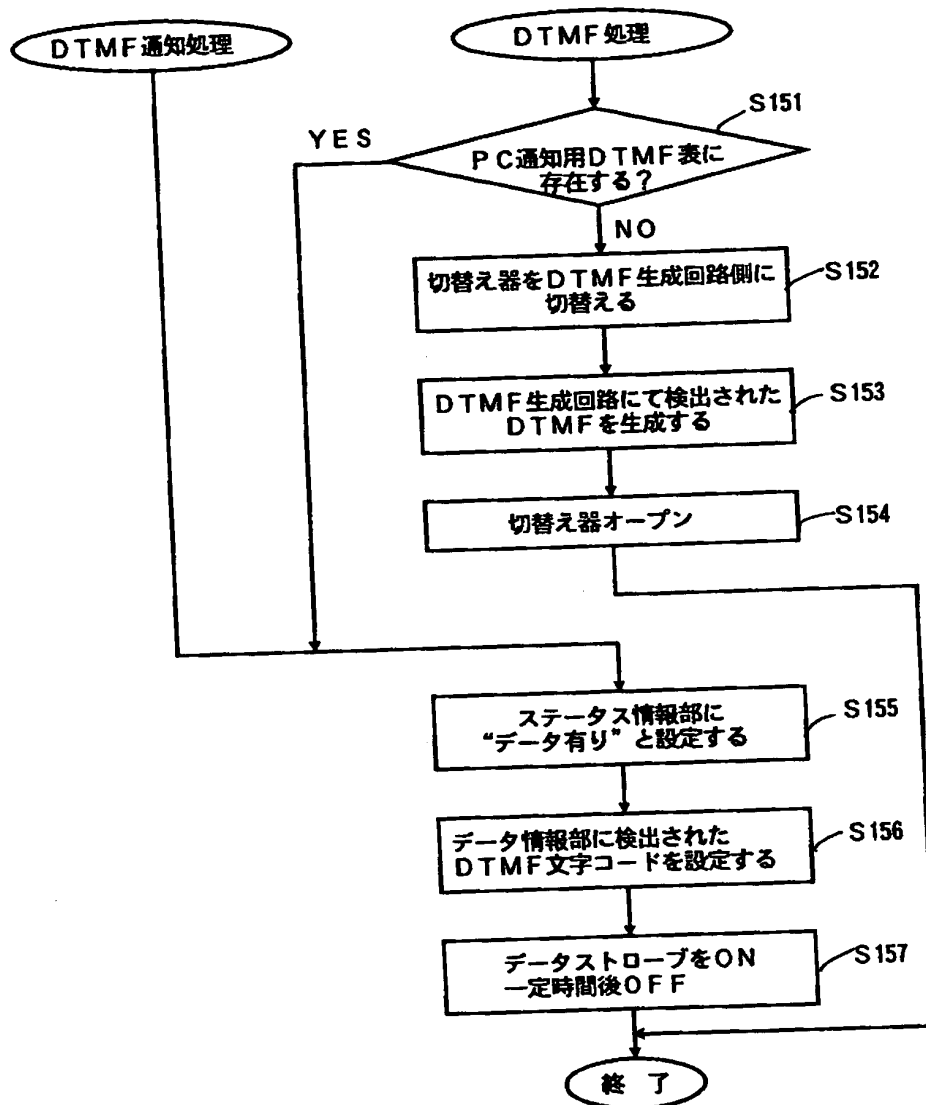 DTMF通知処理
DTMF処理
S151
YES
PC通知用DTMF表に
存在する?
NO
切替え器をDTMF生成回路側に
切替える
S152
DTMF生成回路にて検出された
DTMFを生成する
S153
切替え器オープン
S154
ステータス情報部に
“データ有り”と設定する
S155
データ情報部に検出された
DTMF文字コードを設定する
S156
データストローブをON
一定時間後OFF
S157
終 了